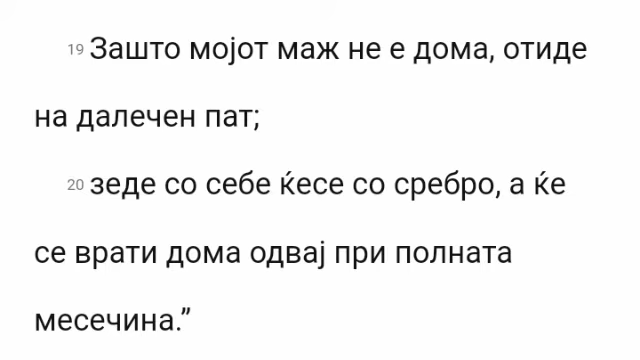 19 Зашто мојот маж не е дома, отиде
на далечен пат;
20 зеде со себе ќесе со сребро, а ќе
се врати дома одвај при полната
месечина.”